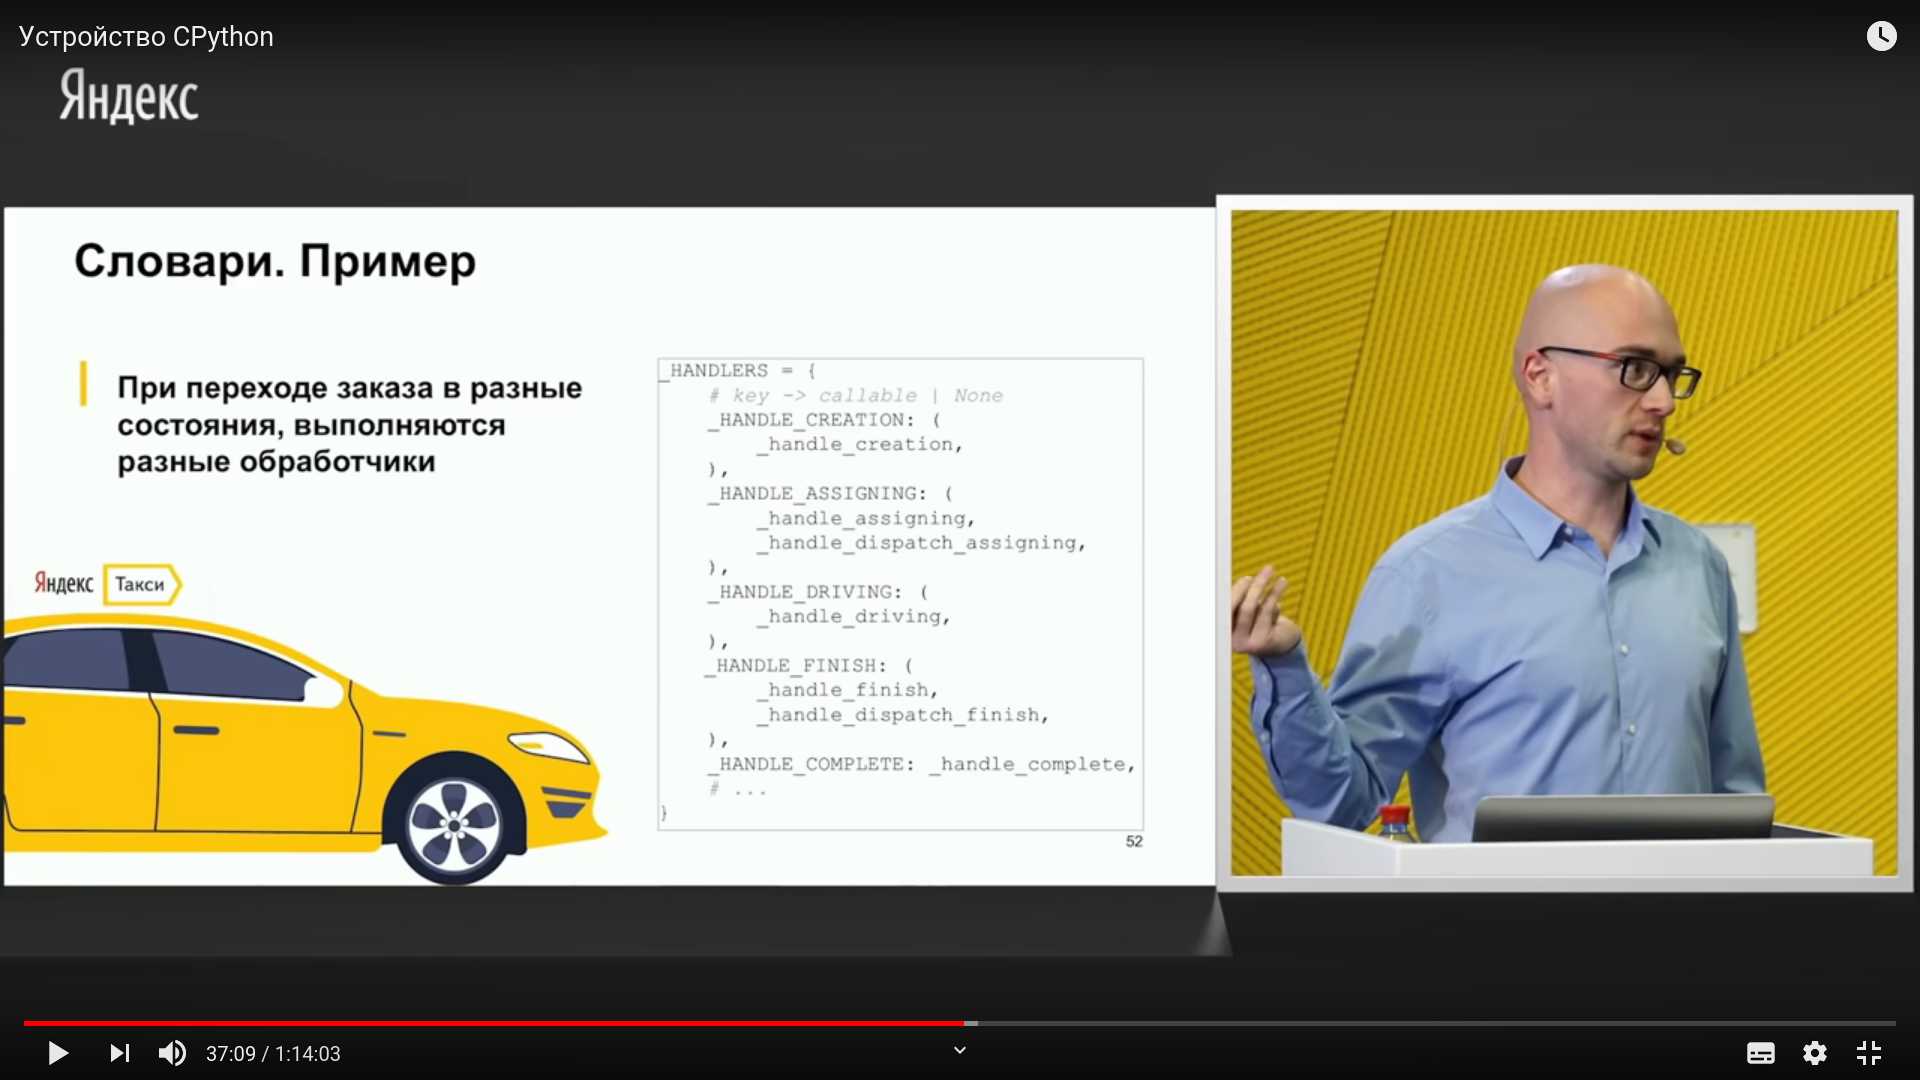 Устройство CPython
Яндекс
Словари. Пример
При переходе заказа в разные
состояния, выполняются
разные обработчики
Яндекс Такси
_HANDLERS = {
# key -> callable | None
_HANDLE_CREATION: (
_handle_creation,
),
_HANDLE_ASSIGNING: (
_handle_assigning,
_handle_dispatch_assigning,
),
_HANDLE_DRIVING: (
_handle_driving,
),
_HANDLE_FINISH: (
_handle_finish,
_handle_dispatch_finish,
),
_HANDLE_COMPLETE: _handle_complete,
# ...
}
52
37:09 / 1:14:03